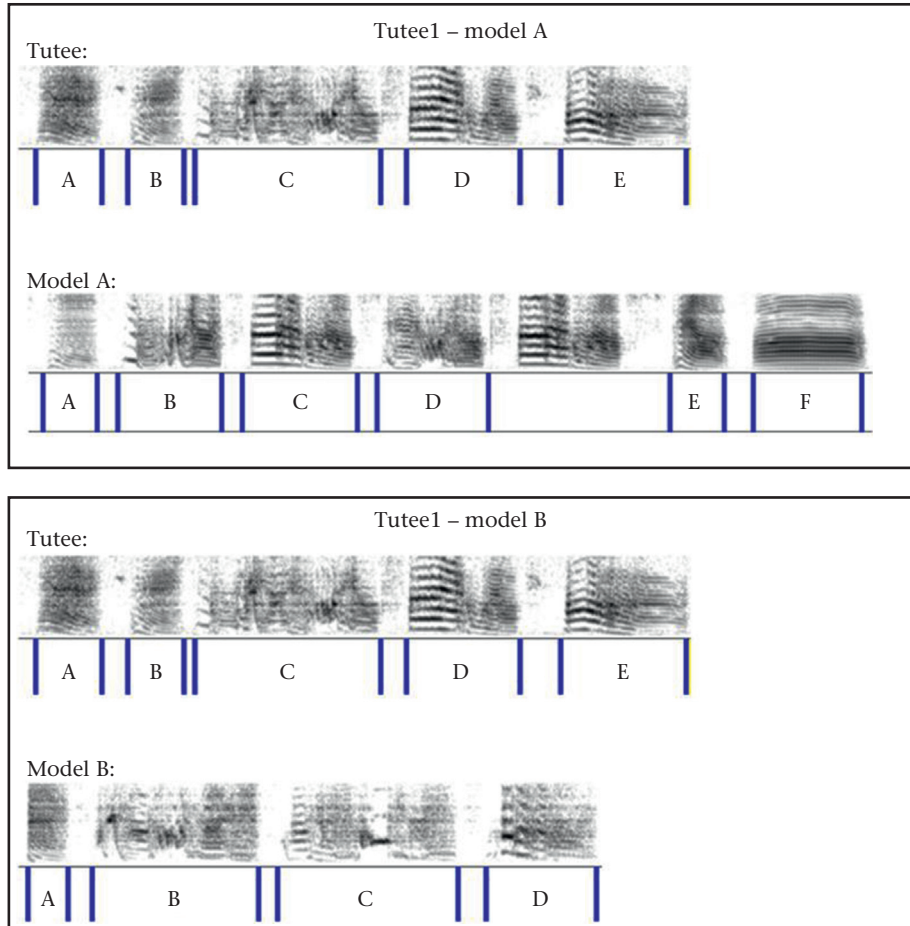 Tutee1 – model A
Tutee:
A B C D E
Model A:
A B C D E F
Tutee1 – model B
Tutee:
A B C D E
Model B:
A B C D